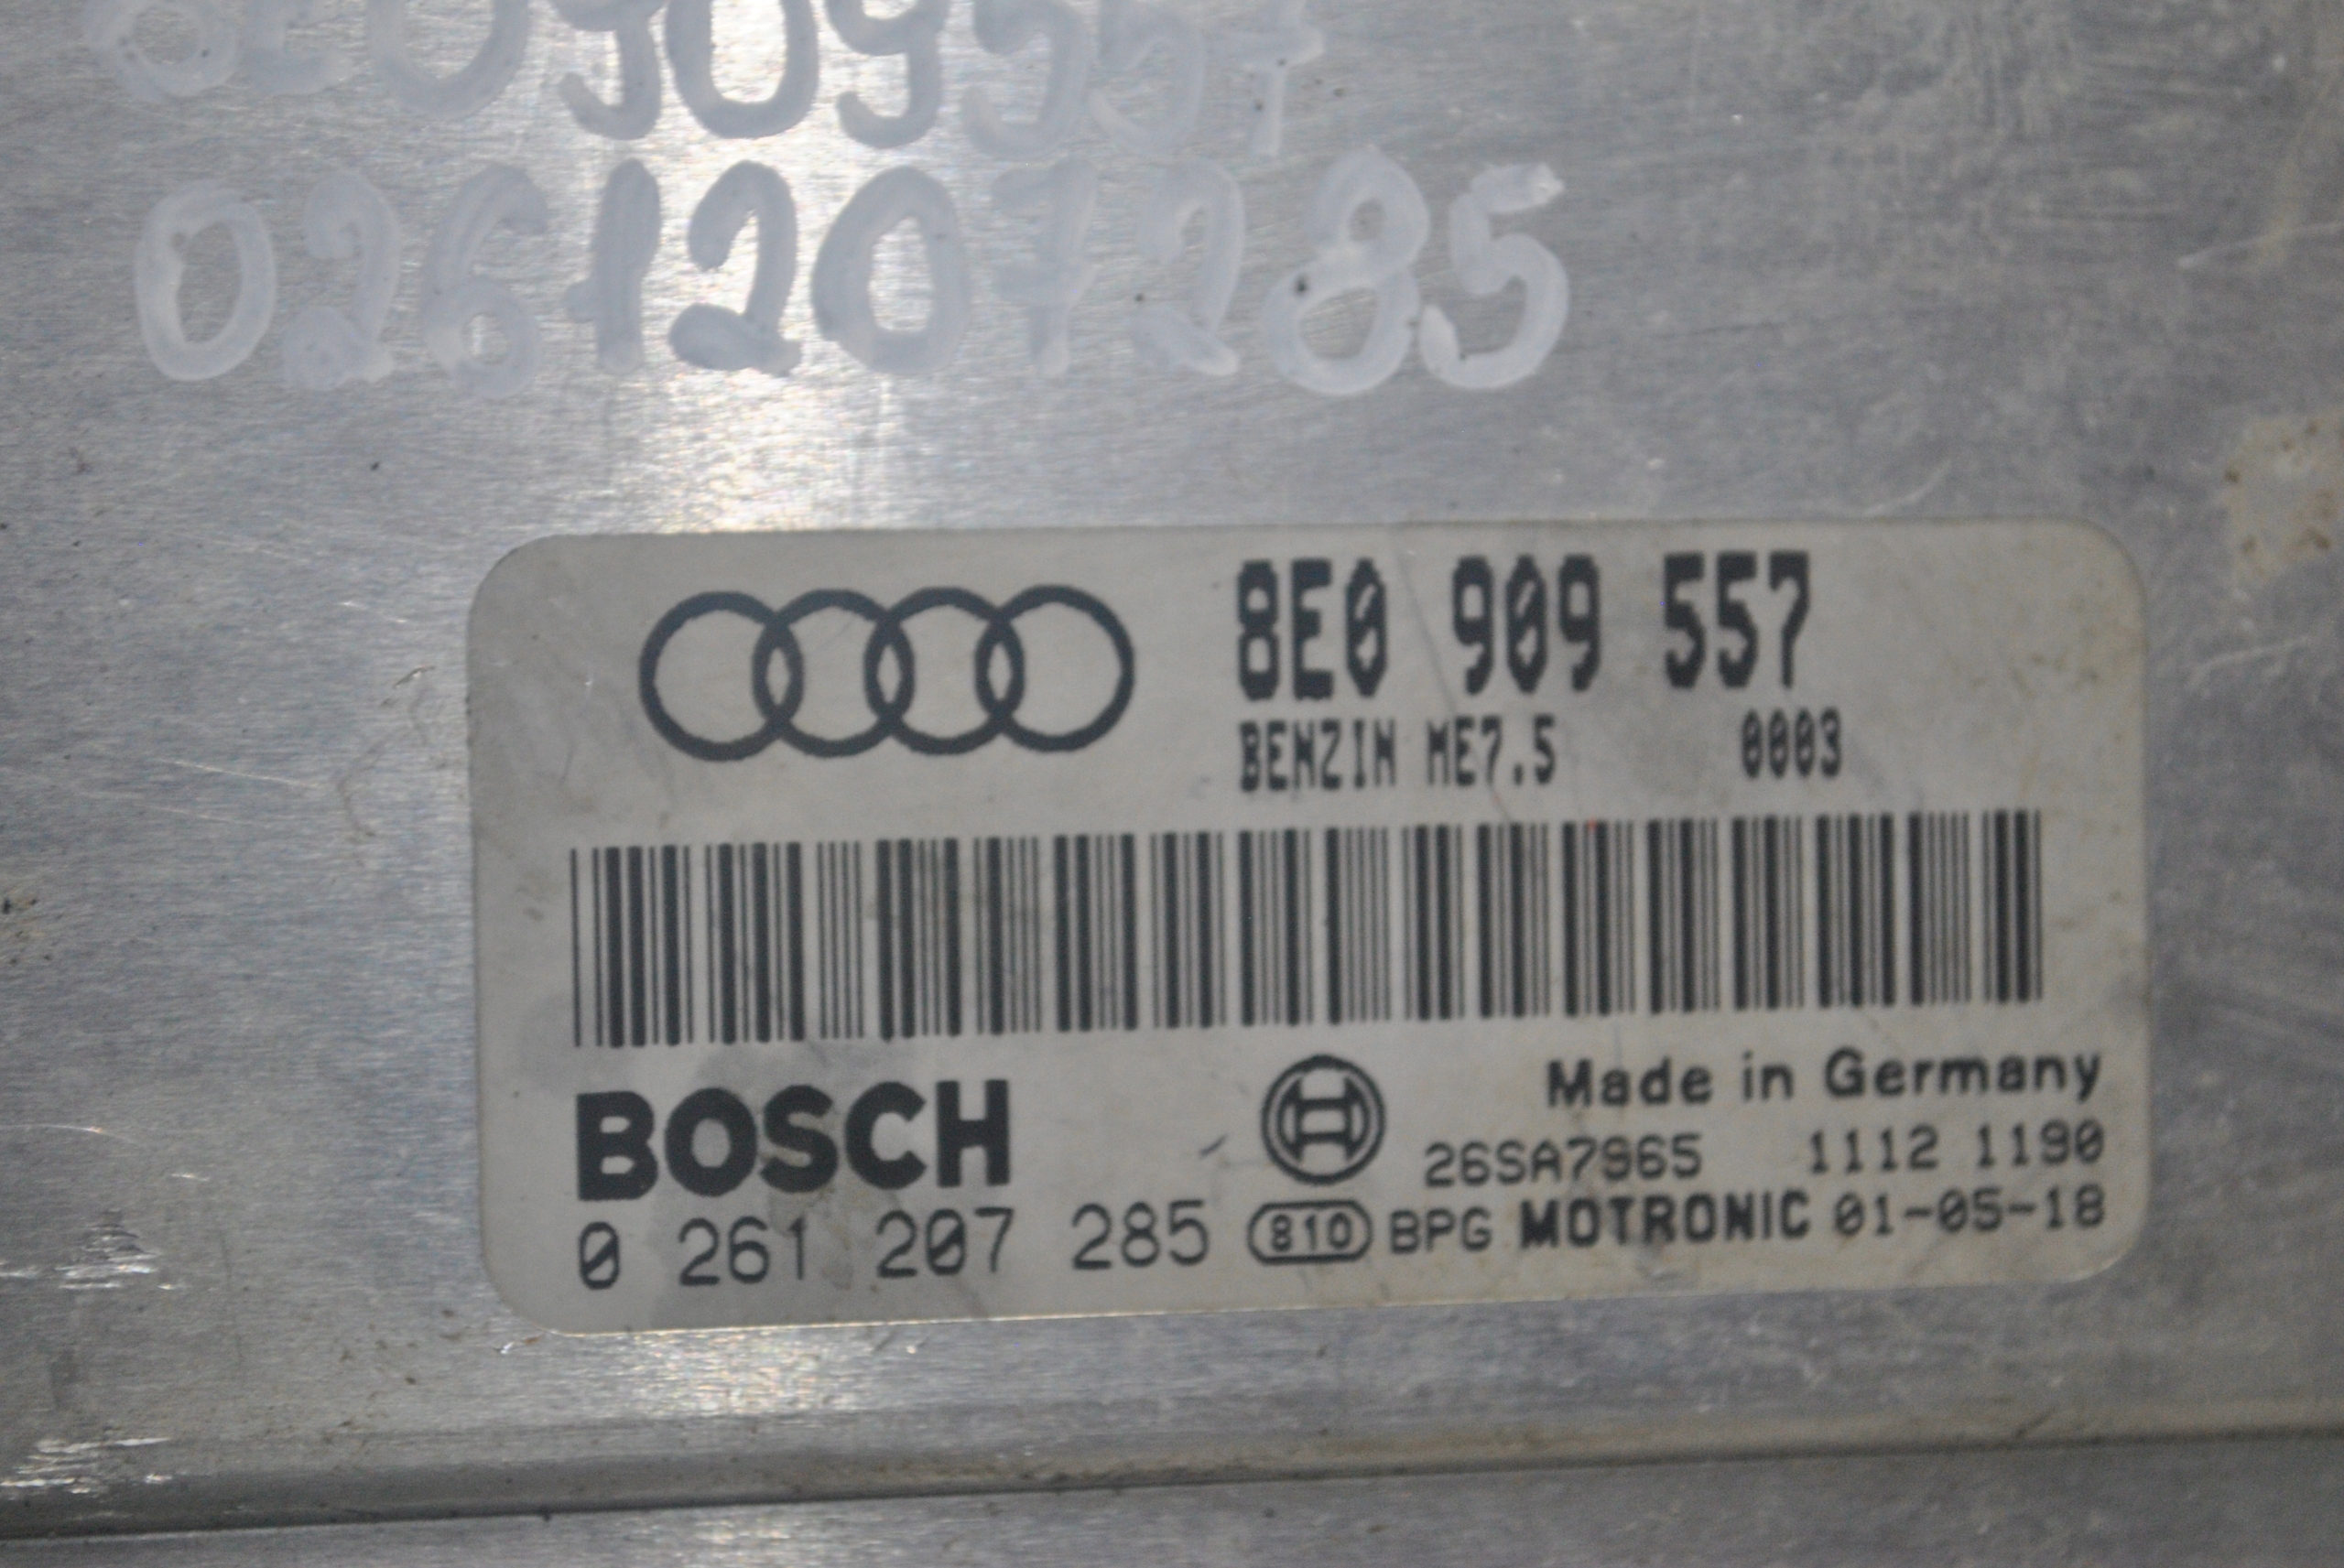 8E0909557
0261207285
8E0 909 557
BENZIN ME7.5 0003
BOSCH
Made in Germany
26SA7965 1112 1190
0 261 207 285 810 BPG MOTRONIC 01-05-18